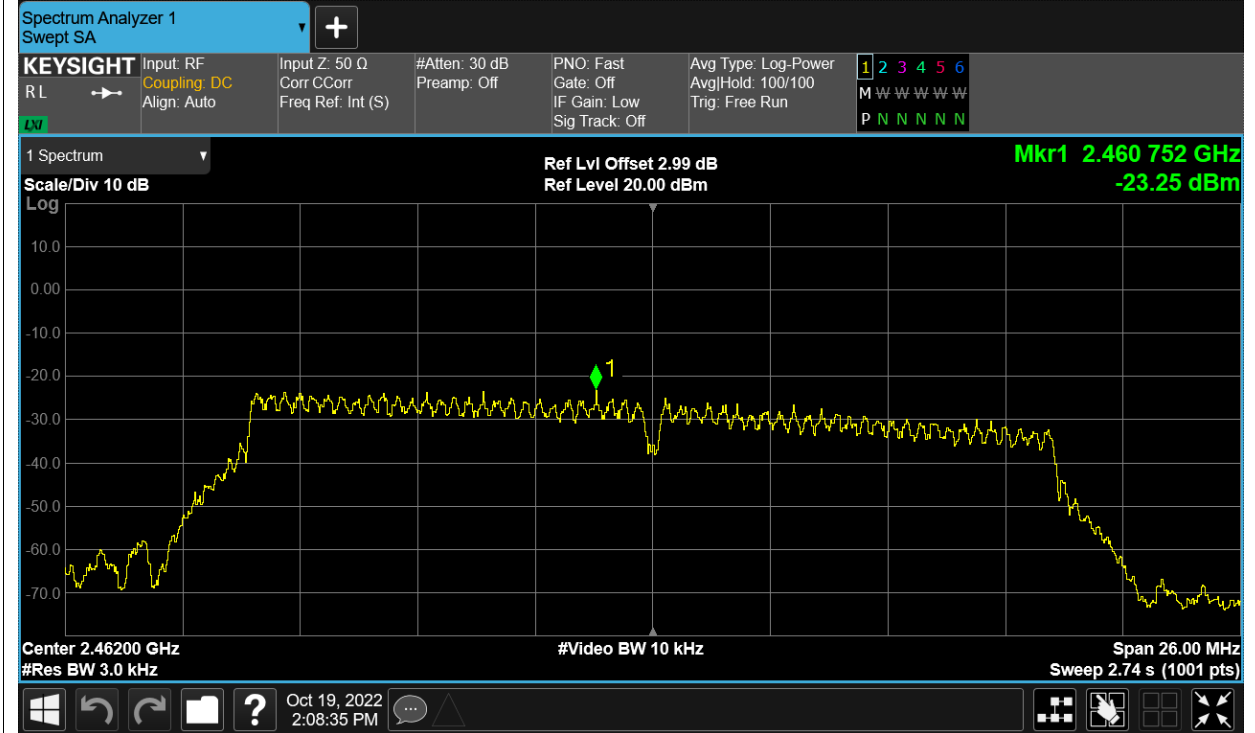 Spectrum Analyzer 1
Swept SA
KEYSIGHT
R L
LXI
Input: RF
Coupling: DC
Align: Auto
Input Z: 50 Ω
Corr CCorr
Freq Ref: Int (S)
#Atten: 30 dB
Preamp: Off
PNO: Fast
Gate: Off
IF Gain: Low
Sig Track: Off
Avg Type: Log-Power
Avg|Hold: 100/100
Trig: Free Run
1 2 3 4 5 6
M W W W W W
P N N N N N
1 Spectrum
Scale/Div 10 dB
Ref Lvl Offset 2.99 dB
Ref Level 20.00 dBm
Mkr1 2.460 752 GHz
-23.25 dBm
Log
10.0
0.00
-10.0
-20.0
-30.0
-40.0
-50.0
-60.0
-70.0
1
Center 2.46200 GHz
#Res BW 3.0 kHz
#Video BW 10 kHz
Span 26.00 MHz
Sweep 2.74 s (1001 pts)
?
Oct 19, 2022
2:08:35 PM